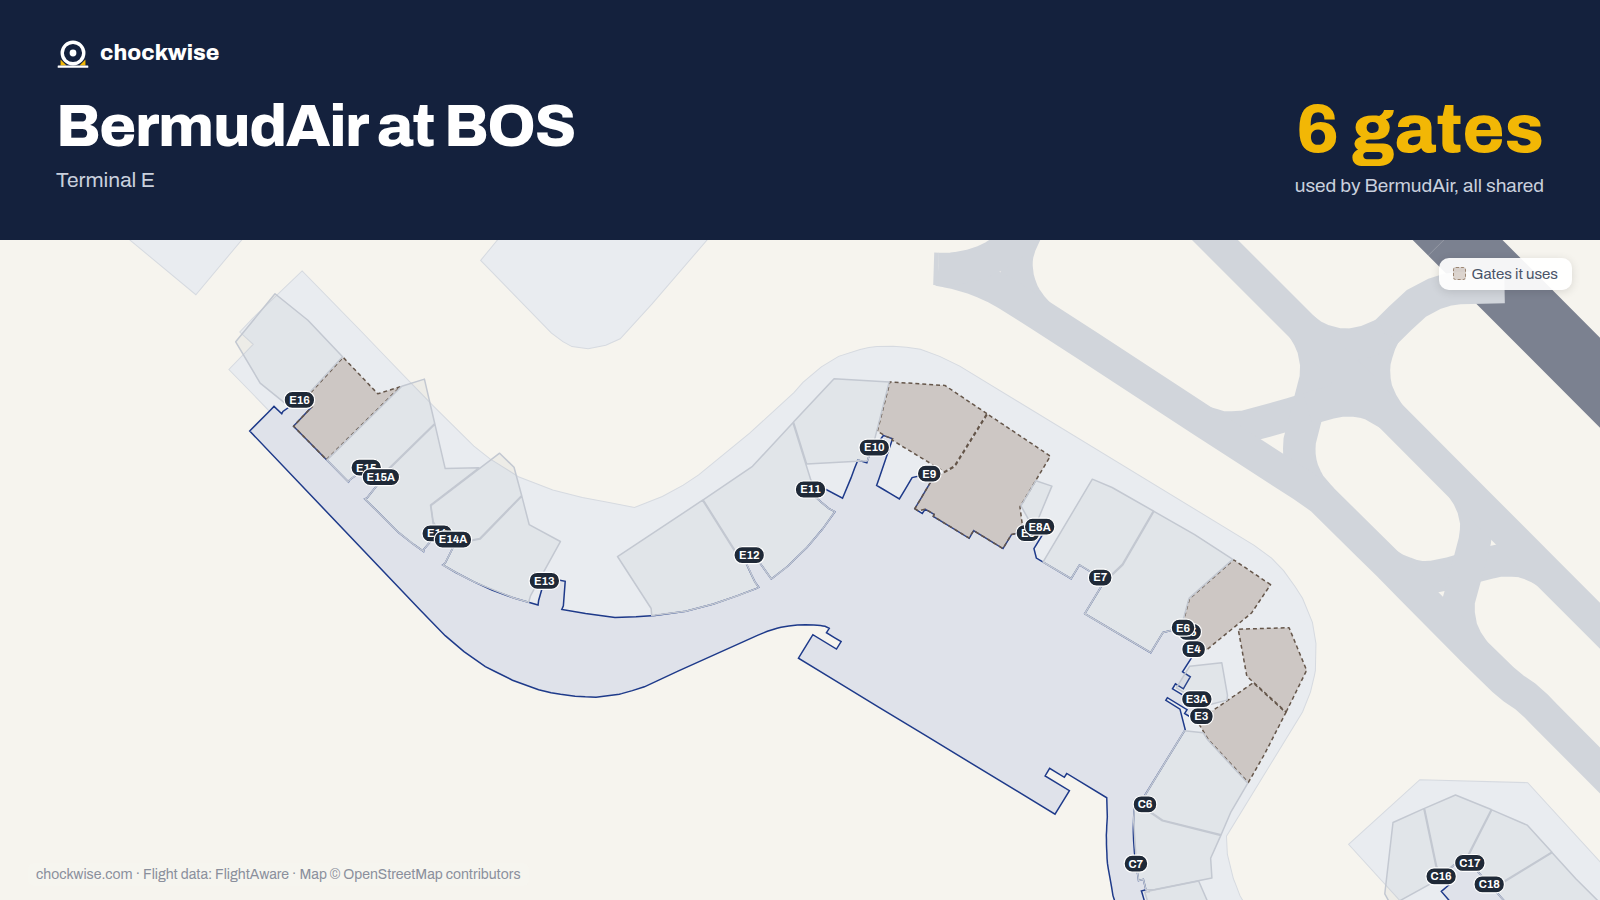 chockwise
BermudAir at BOS
Terminal E
6 gates
used by BermudAir, all shared
Gates it uses
E16
E15A
E14A
E13
E12
E11
E10
E9
E8A
E7
E6
E4
E3A
E3
C6
C7
C17
C16
C18
chockwise.com · Flight data: FlightAware · Map © OpenStreetMap contributors